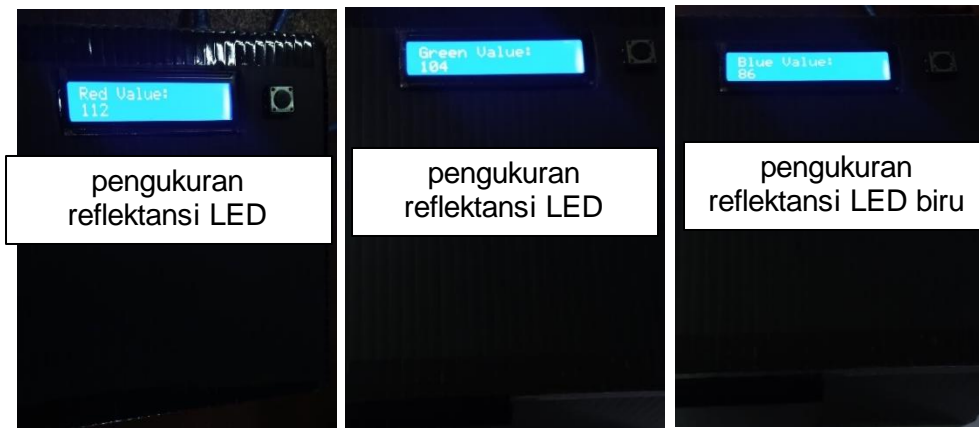 Red Value:
112
pengukuran
reflektansi LED
Green Value:
104
pengukuran
reflektansi LED
Blue Value:
86
pengukuran
reflektansi LED biru